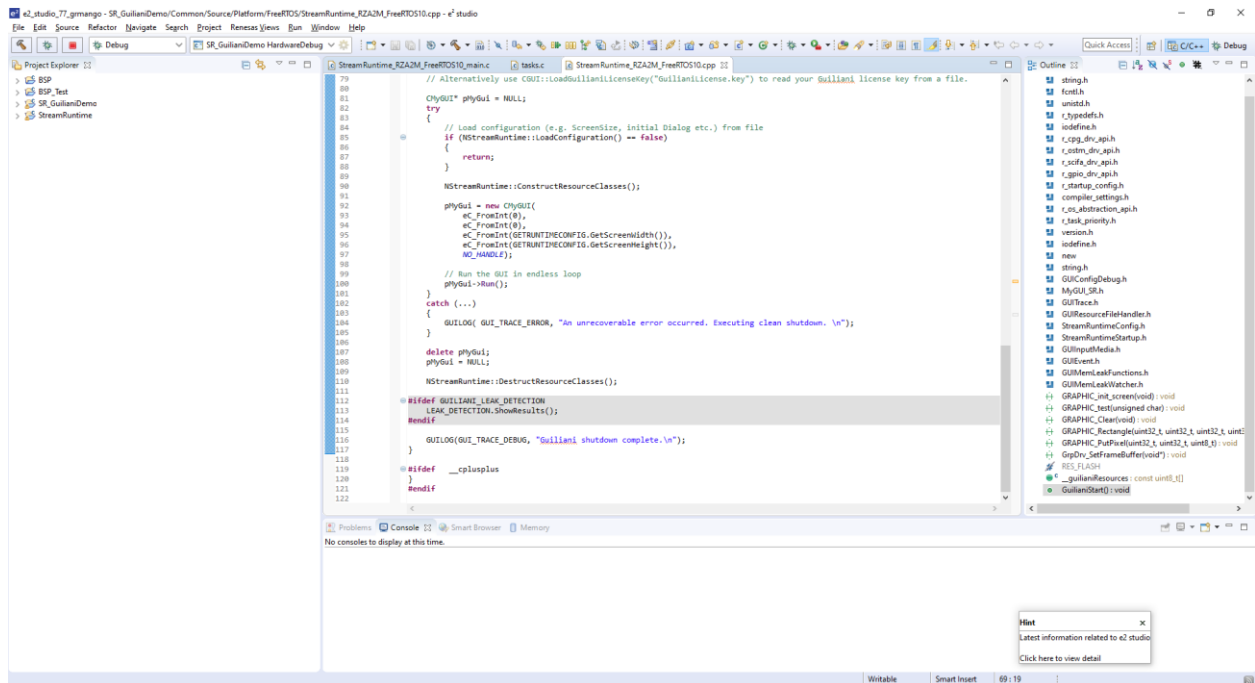 e2_studio_77_grmango - SR_GuilianiDemo/Common/Source/Platform/FreeRTOS/StreamRuntime_RZA2M_FreeRTOS10.cpp - e² studio
File Edit Source Refactor Navigate Search Project Renesas Views Run Window Help
Debug
SR_GuilianiDemo HardwareDebug
Quick Access
C/C++
Debug
Project Explorer
BSP
BSP_Test
SR_GuilianiDemo
StreamRuntime
StreamRuntime_RZA2M_FreeRTOS10_main.c
tasks.c
StreamRuntime_RZA2M_FreeRTOS10.cpp
79 // Alternatively use CGUI::LoadGuilianiLicenseKey("GuilianiLicense.key") to read your Guiliani license key from a file.
80
81 CMyGUI* pMyGui = NULL;
82 try
83 {
84 // Load configuration (e.g. ScreenSize, initial Dialog etc.) from file
85 if (NStreamRuntime::LoadConfiguration() == false)
86 {
87 return;
88 }
89
90 NStreamRuntime::ConstructResourceClasses();
91
92 pMyGui = new CMyGUI(
93 eC_FromInt(0),
94 eC_FromInt(0),
95 eC_FromInt(GETRUNTIMECONFIG.GetScreenWidth()),
96 eC_FromInt(GETRUNTIMECONFIG.GetScreenHeight()),
97 NO_HANDLE);
98
99 // Run the GUI in endless loop
100 pMyGui->Run();
101 }
102 catch (...)
103 {
104 GUILOG( GUI_TRACE_ERROR, "An unrecoverable error occurred. Executing clean shutdown. \n");
105 }
106
107 delete pMyGui;
108 pMyGui = NULL;
109
110 NStreamRuntime::DestructResourceClasses();
111
112 #ifdef GUILIANI_LEAK_DETECTION
113 LEAK_DETECTION.ShowResults();
114 #endif
115
116 GUILOG(GUI_TRACE_DEBUG, "Guiliani shutdown complete.\n");
117 }
118
119 #ifdef __cplusplus
120 }
121 #endif
122
Outline
string.h
fcntl.h
unistd.h
r_typedefs.h
iodefine.h
r_cpg_drv_api.h
r_ostm_drv_api.h
r_scifa_drv_api.h
r_gpio_drv_api.h
r_startup_config.h
compiler_settings.h
r_os_abstraction_api.h
r_task_priority.h
version.h
iodefine.h
new
string.h
GUIConfigDebug.h
MyGUI_SR.h
GUITrace.h
GUIResourceFileHandler.h
StreamRuntimeConfig.h
StreamRuntimeStartup.h
GUIInputMedia.h
GUIEvent.h
GUIMemLeakFunctions.h
GUIMemLeakWatcher.h
GRAPHIC_init_screen(void) : void
GRAPHIC_test(unsigned char) : void
GRAPHIC_Clear(void) : void
GRAPHIC_Rectangle(uint32_t, uint32_t, uint32_t, uint3
GRAPHIC_PutPixel(uint32_t, uint32_t, uint8_t) : void
GrpDrv_SetFrameBuffer(void*) : void
RES_FLASH
__guilianiResources : const uint8_t[]
GuilianiStart() : void
Problems
Console
Smart Browser
Memory
No consoles to display at this time.
Hint
Latest information related to e2 studio
Click here to view detail
Writable
Smart Insert
69 : 19